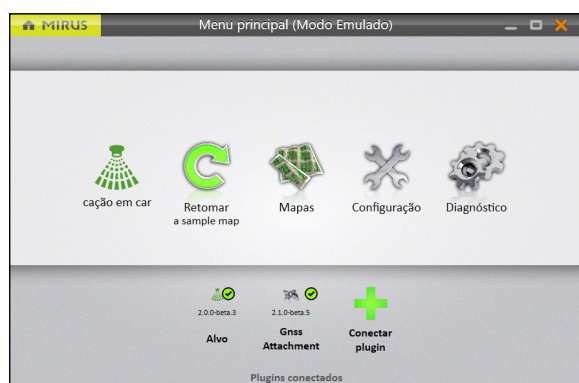 MIRUS
Menu principal (Modo Emulado)
cação em car
Retomar
a sample map
Mapas
Configuração
Diagnóstico
2.0.0-beta.3
Alvo
2.1.0-beta.5
Gnss
Attachment
Conectar
plugin
Plugins conectados